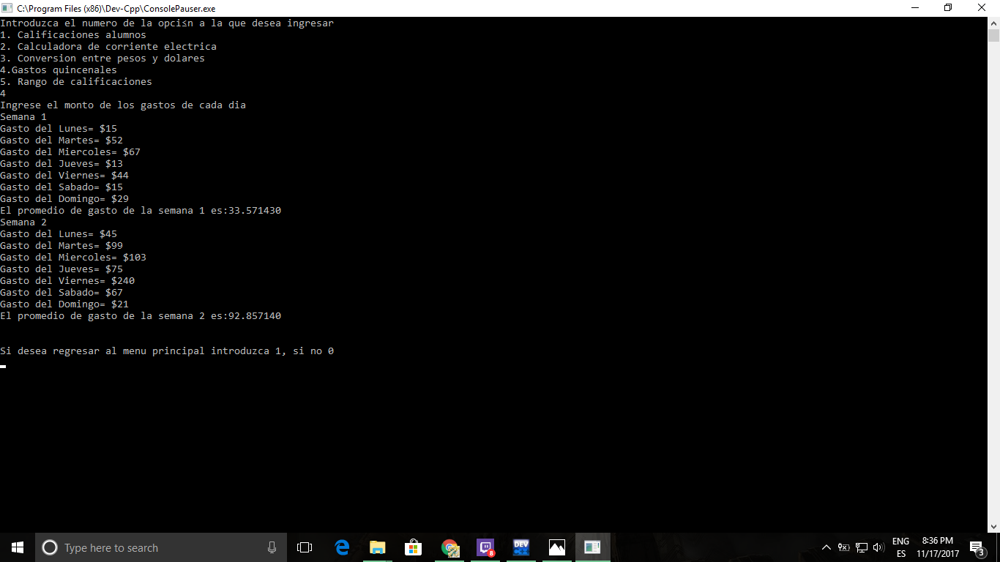 C:\Program Files (x86)\Dev-Cpp\ConsolePauser.exe
Introduzca el numero de la opci≤n a la que desea ingresar
1. Calificaciones alumnos
2. Calculadora de corriente electrica
3. Conversion entre pesos y dolares
4.Gastos quincenales
5. Rango de calificaciones
4
Ingrese el monto de los gastos de cada dia
Semana 1
Gasto del Lunes= $15
Gasto del Martes= $52
Gasto del Miercoles= $67
Gasto del Jueves= $13
Gasto del Viernes= $44
Gasto del Sabado= $15
Gasto del Domingo= $29
El promedio de gasto de la semana 1 es:33.571430
Semana 2
Gasto del Lunes= $45
Gasto del Martes= $99
Gasto del Miercoles= $103
Gasto del Jueves= $75
Gasto del Viernes= $240
Gasto del Sabado= $67
Gasto del Domingo= $21
El promedio de gasto de la semana 2 es:92.857140
Si desea regresar al menu principal introduzca 1, si no 0
Type here to search
8
DEV
ENG
ES
8:36 PM
11/17/2017
3